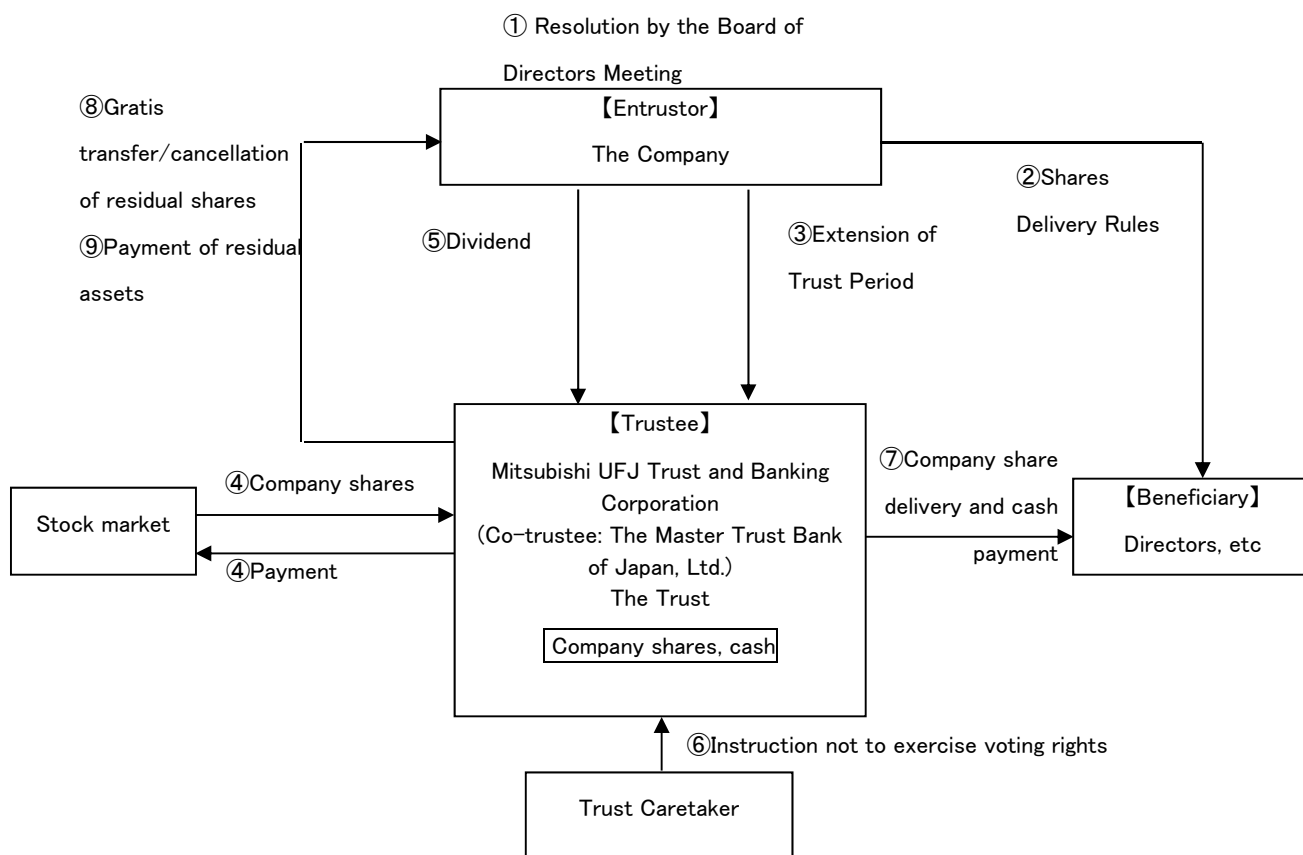 ① Resolution by the Board of
Directors Meeting
【Entrustor】
The Company
⑧Gratis
transfer/cancellation
of residual shares
⑨Payment of residual
assets
⑤Dividend
③Extension of
Trust Period
②Shares
Delivery Rules
【Trustee】
Mitsubishi UFJ Trust and Banking
Corporation
(Co-trustee: The Master Trust Bank
of Japan, Ltd.)
The Trust
Company shares, cash
④Company shares
Stock market
④Payment
⑦Company share
delivery and cash
payment
【Beneficiary】
Directors, etc
⑥Instruction not to exercise voting rights
Trust Caretaker